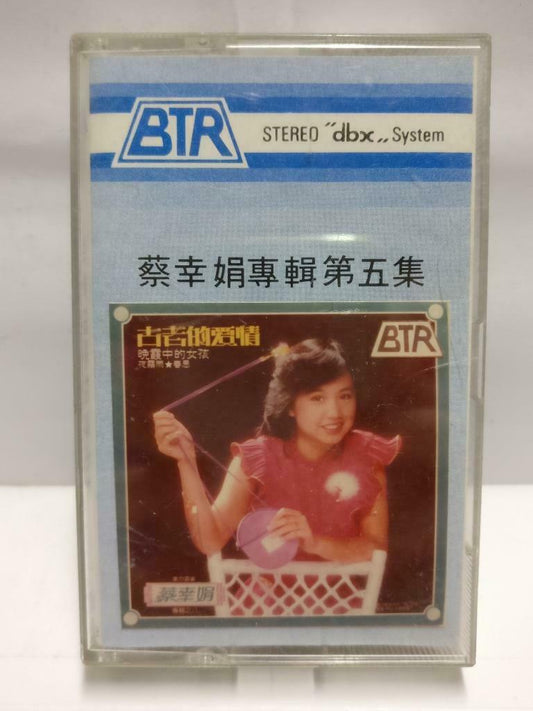 BTR
STEREO "dbx„ System
蔡幸娟專輯第五集
古老的愛情
BTR
晚霞中的女孩
蔡幸娟